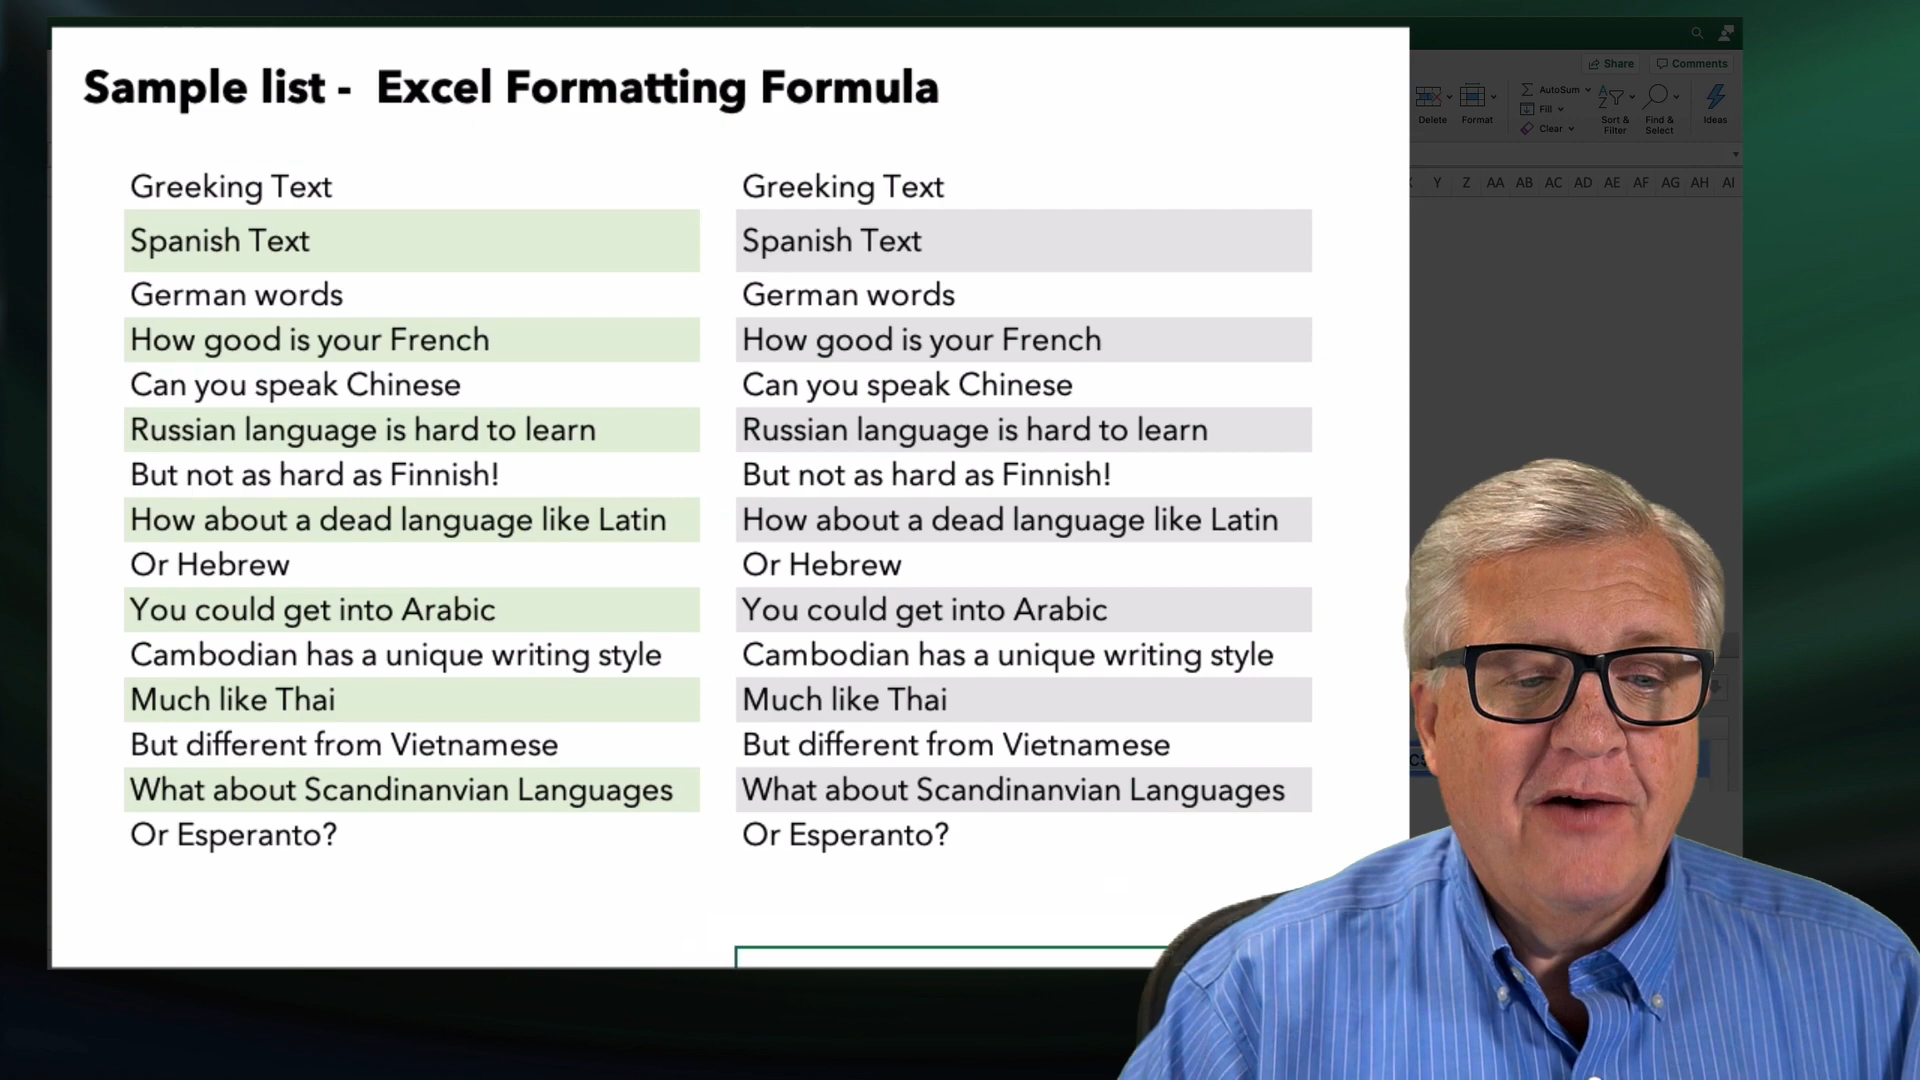 Sample list -  Excel Formatting Formula
Share
Comments
AutoSum
Fill
Clear
Delete
Format
Sort &
Filter
Find &
Select
Ideas
Y Z AA AB AC AD AE AF AG AH AI
Greeking Text
Spanish Text
German words
How good is your French
Can you speak Chinese
Russian language is hard to learn
But not as hard as Finnish!
How about a dead language like Latin
Or Hebrew
You could get into Arabic
Cambodian has a unique writing style
Much like Thai
But different from Vietnamese
What about Scandinanvian Languages
Or Esperanto?
Greeking Text
Spanish Text
German words
How good is your French
Can you speak Chinese
Russian language is hard to learn
But not as hard as Finnish!
How about a dead language like Latin
Or Hebrew
You could get into Arabic
Cambodian has a unique writing style
Much like Thai
But different from Vietnamese
What about Scandinanvian Languages
Or Esperanto?